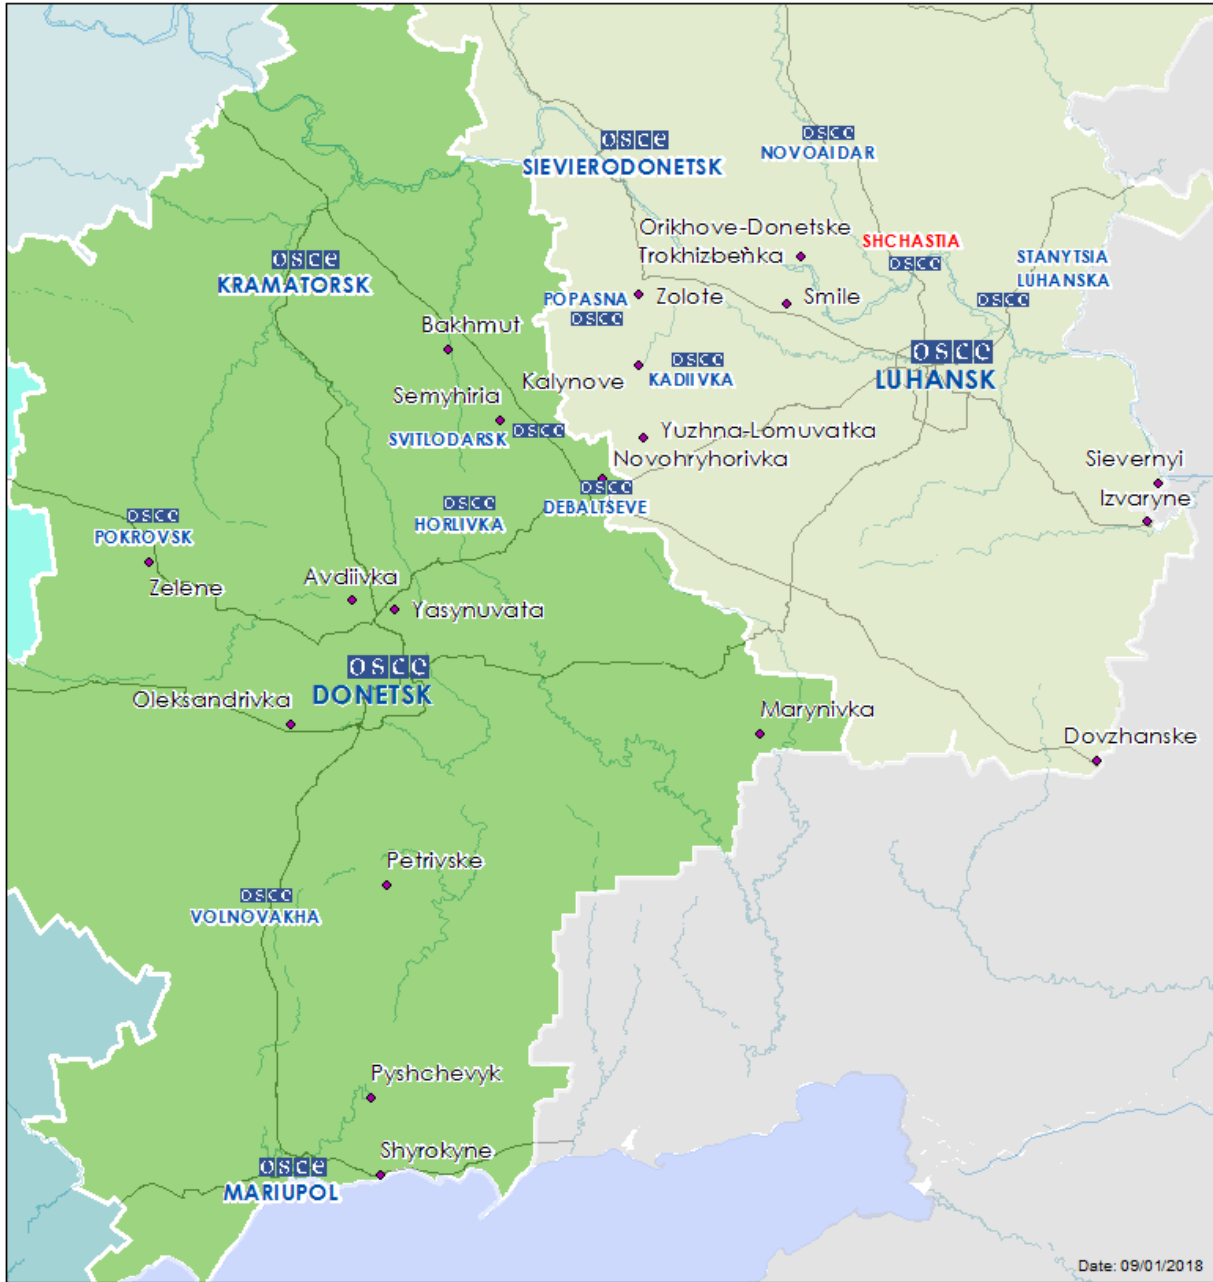 OSCE
SIEVIERODONETSK
OSCE
NOVOAIDAR
Orikhove-Donetske
Trokhizbenka
SHCHASTIA
OSCE
STANYTSIA
LUHANSKA
OSCE
OSCE
KRAMATORSK
POPASNA
OSCE
Zolote
Smile
Bakhmut
OSCE
LUHANSK
OSCE
KADIIVKA
Kalynove
Semyhiria
SVITLODARSK
OSCE
Yuzhna-Lomuvatka
Novohryhorivka
OSCE
DEBALTSEVE
Sievernyi
Izvaryne
OSCE
HORLIVKA
OSCE
POKROVSK
Zelene
Avdiivka
Yasynuvata
OSCE
DONETSK
Oleksandrivka
Marynivka
Dovzhanske
Petrivske
OSCE
VOLNOVAKHA
Pyshchevyk
Shyrokyne
OSCE
MARIUPOL
Date: 09/01/2018